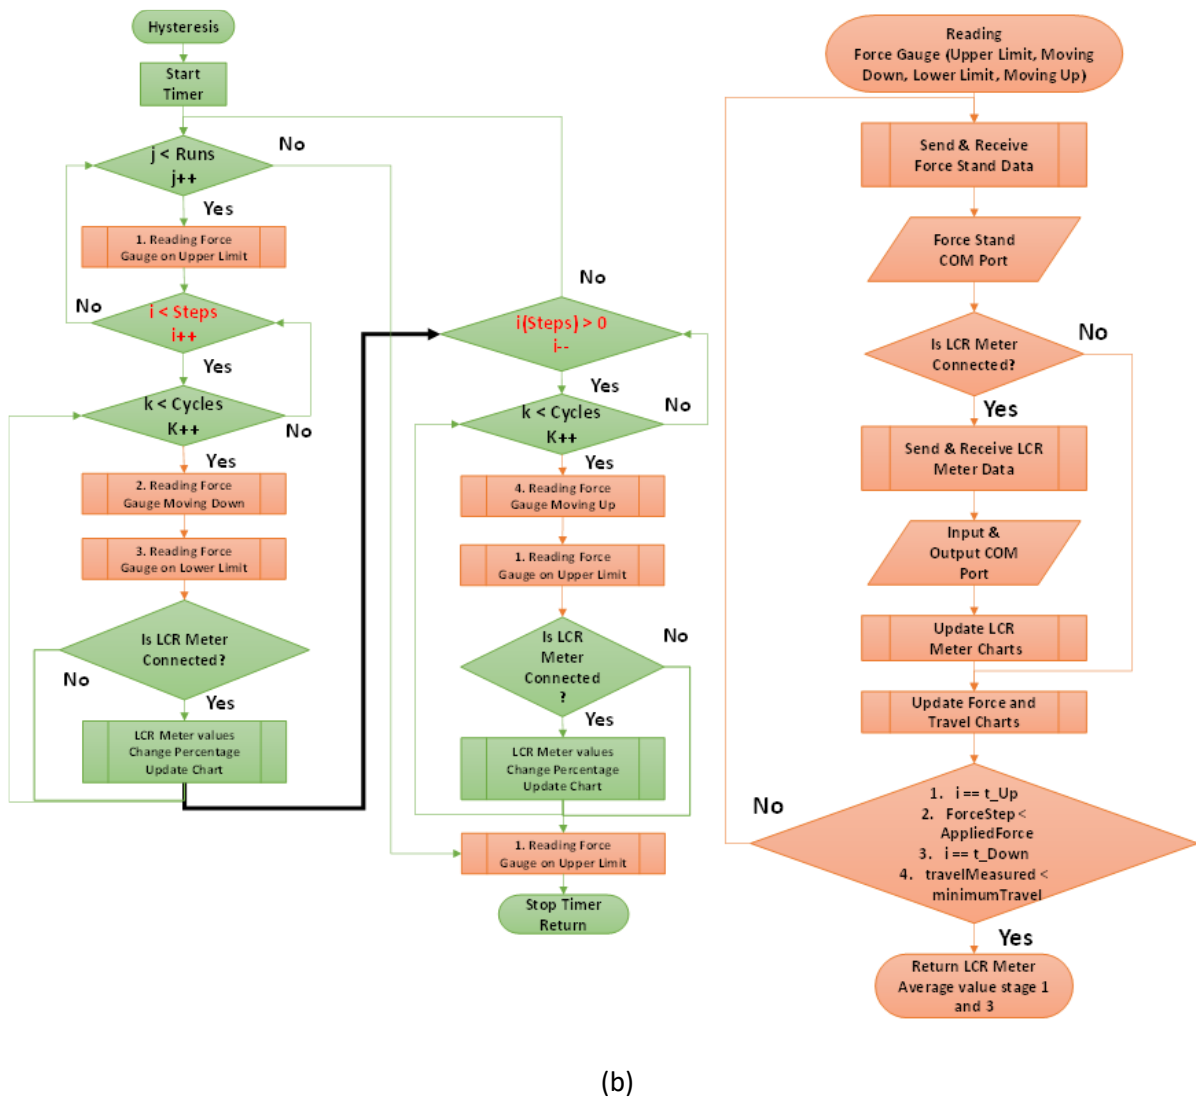 Hysteresis
Start
Timer
j < Runs
j++
No
Yes
1. Reading Force
Gauge on Upper Limit
No
i < Steps
i++
Yes
k < Cycles
K++
No
Yes
2. Reading Force
Gauge Moving Down
3. Reading Force
Gauge on Lower Limit
Is LCR Meter
Connected?
No
Yes
LCR Meter values
Change Percentage
Update Chart
No
i(Steps) > 0
i--
Yes
k < Cycles
K++
No
Yes
4. Reading Force
Gauge Moving Up
1. Reading Force
Gauge on Upper Limit
Is LCR
Meter
Connected
?
No
Yes
LCR Meter values
Change Percentage
Update Chart
1. Reading Force
Gauge on Upper Limit
Stop Timer
Return
Reading
Force Gauge (Upper Limit, Moving
Down, Lower Limit, Moving Up)
Send & Receive
Force Stand Data
Force Stand
COM Port
Is LCR Meter
Connected?
No
Yes
Send & Receive LCR
Meter Data
Input &
Output COM
Port
Update LCR
Meter Charts
Update Force and
Travel Charts
No
1. i == t_Up
2. ForceStep <
AppliedForce
3. i == t_Down
4. travelMeasured <
minimumTravel
Yes
Return LCR Meter
Average value stage 1
and 3
(b)